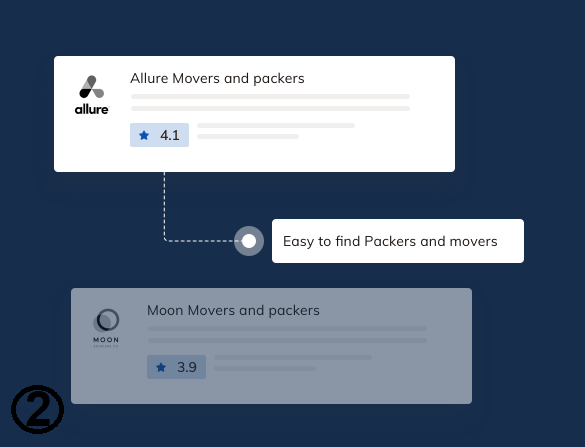 Allure Movers and packers
allure
4.1
Easy to find Packers and movers
Moon Movers and packers
MOON
3.9
2